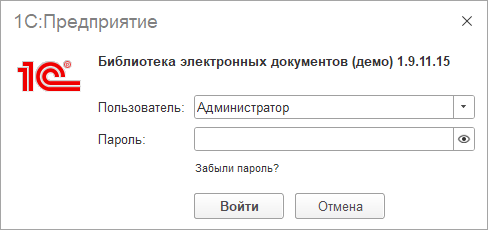 1С:Предприятие
1С®
Библиотека электронных документов (демо) 1.9.11.15
Пользователь: Администратор
Пароль:
Забыли пароль?
Войти Отмена